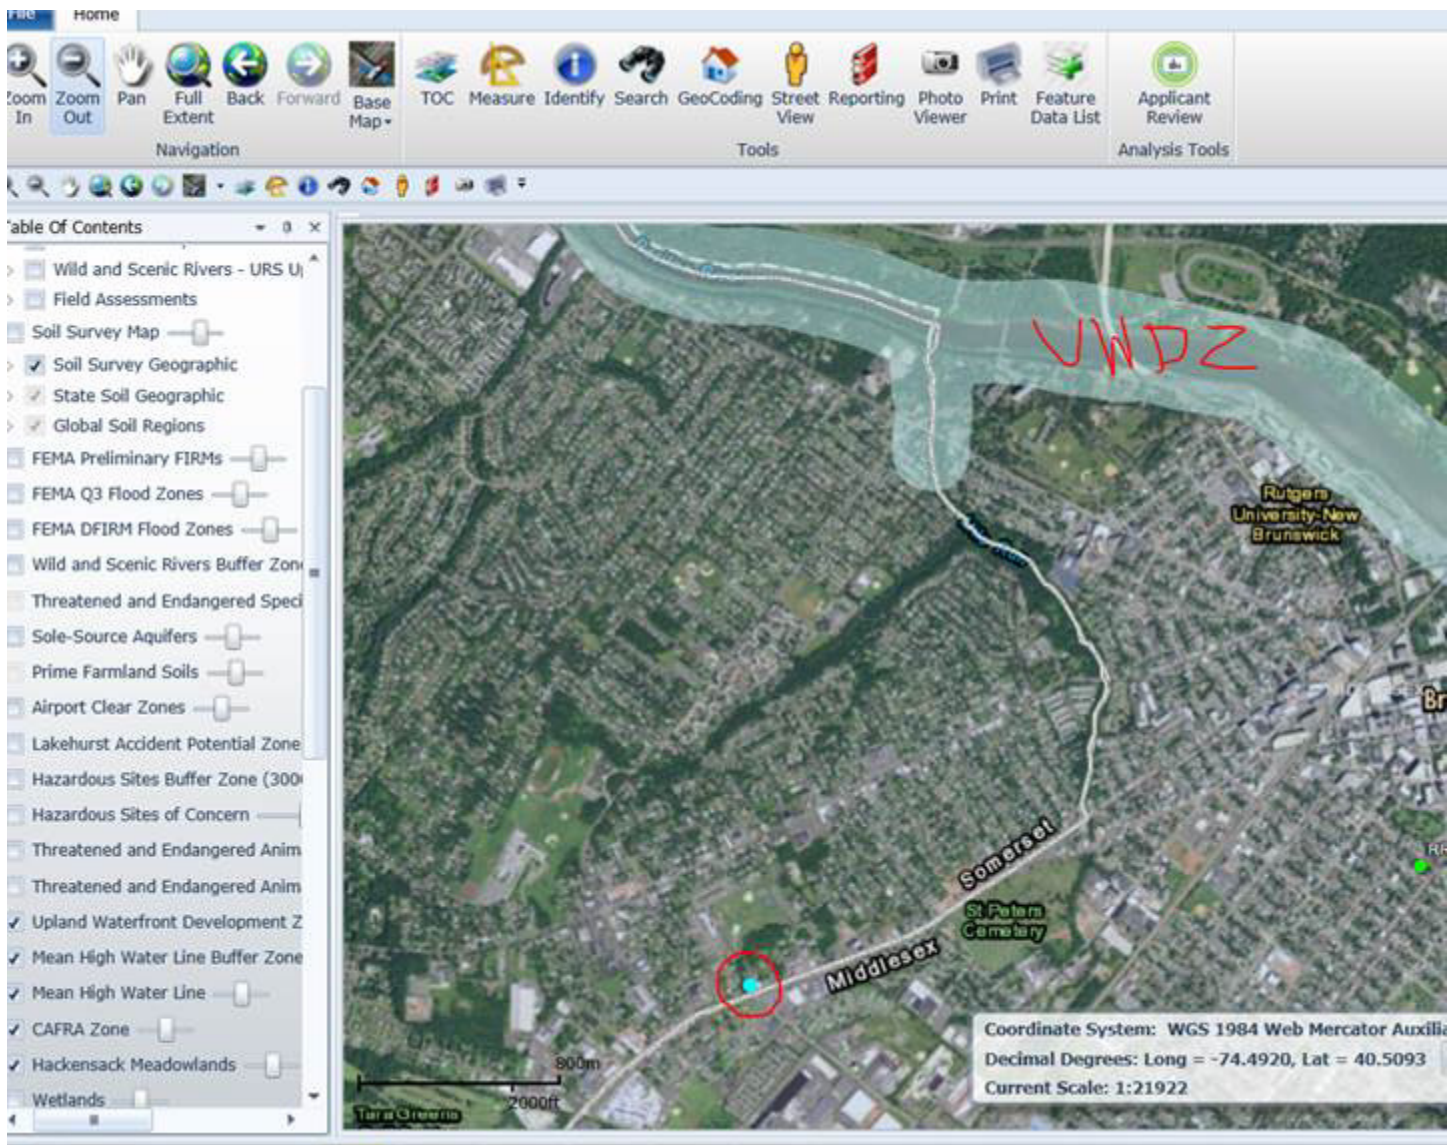 File Home
Zoom In
Zoom Out
Pan
Full Extent
Back
Forward
Base Map
TOC
Measure
Identify
Search
GeoCoding
Street View
Reporting
Photo Viewer
Print
Feature Data List
Applicant Review
Navigation
Tools
Analysis Tools
Table Of Contents
Wild and Scenic Rivers - URS U
Field Assessments
Soil Survey Map
Soil Survey Geographic
State Soil Geographic
Global Soil Regions
FEMA Preliminary FIRMs
FEMA Q3 Flood Zones
FEMA DFIRM Flood Zones
Wild and Scenic Rivers Buffer Zon
Threatened and Endangered Speci
Sole-Source Aquifers
Prime Farmland Soils
Airport Clear Zones
Lakehurst Accident Potential Zone
Hazardous Sites Buffer Zone (300
Hazardous Sites of Concern
Threatened and Endangered Anim
Threatened and Endangered Anim
Upland Waterfront Development Z
Mean High Water Line Buffer Zone
Mean High Water Line
CAFRA Zone
Hackensack Meadowlands
Wetlands
UWDZ
Rutgers
University-New
Brunswick
Br
RR
Somerset
St Peters
Cemetery
Middlesex
800m
2000ft
Tara Greens
Coordinate System: WGS 1984 Web Mercator Auxilia
Decimal Degrees: Long = -74.4920, Lat = 40.5093
Current Scale: 1:21922